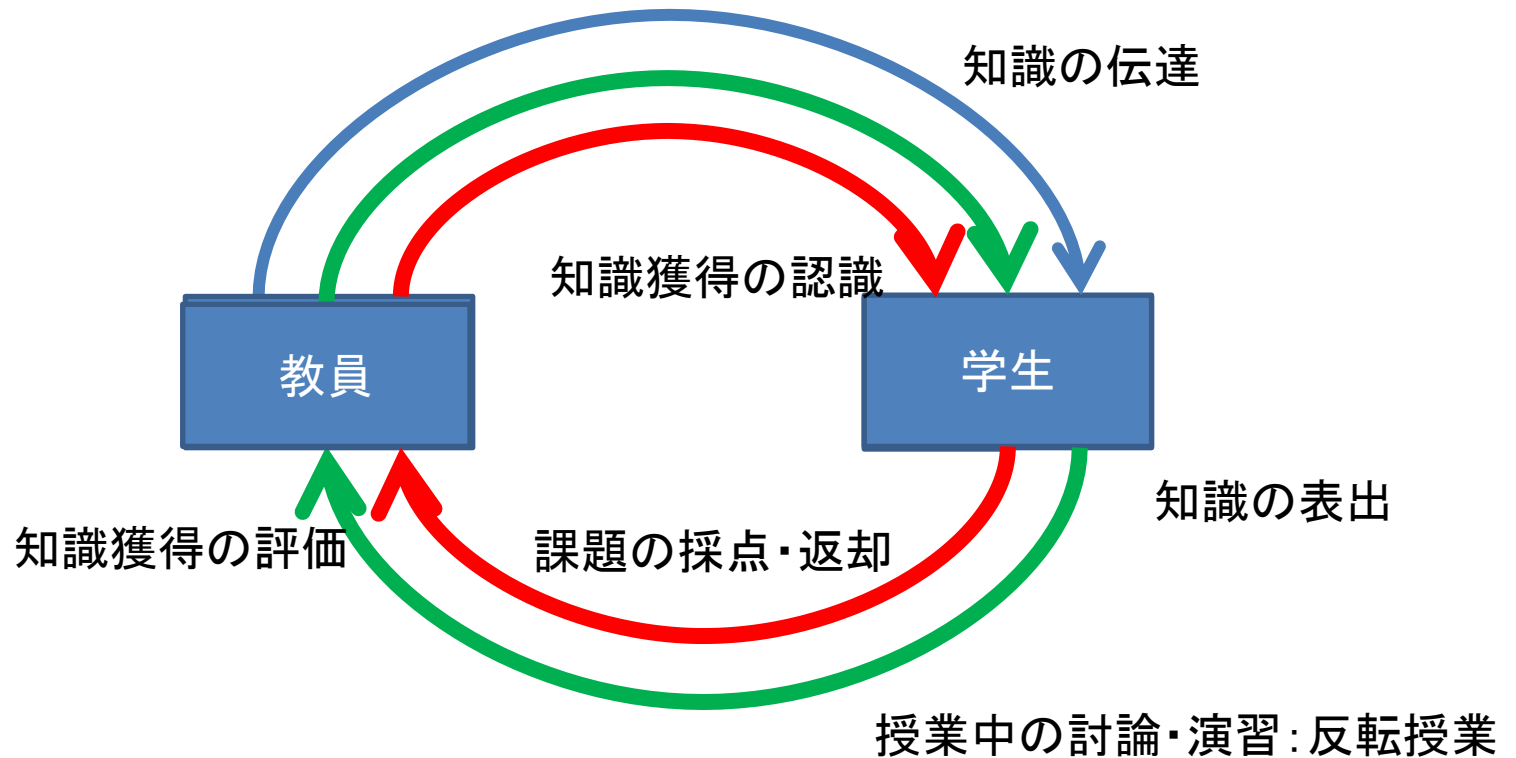 知識の伝達
知識獲得の認識
教員
学生
知識の表出
知識獲得の評価
課題の採点・返却
授業中の討論・演習：反転授業